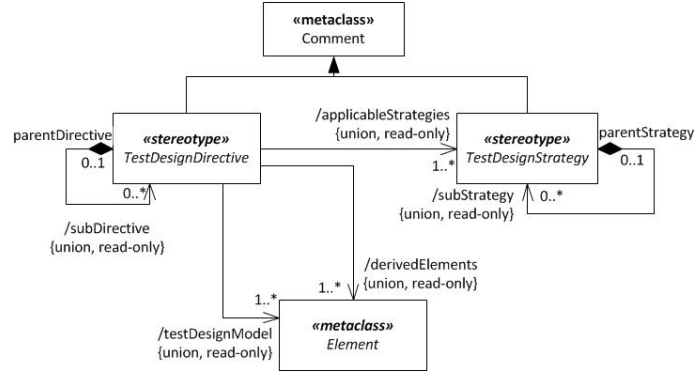 «metaclass»
Comment
parentDirective
«stereotype»
TestDesignDirective
0..1
0..*
/subDirective
{union, read-only}
/applicableStrategies
{union, read-only}
1..*
«stereotype»
TestDesignStrategy
parentStrategy
0..1
0..*
/subStrategy
{union, read-only}
/derivedElements
{union, read-only}
1..*
1..*
/testDesignModel
{union, read-only}
«metaclass»
Element